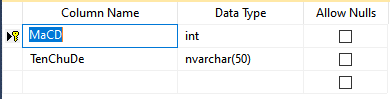 Column Name Data Type Allow Nulls
MaCD int
TenChuDe nvarchar(50)